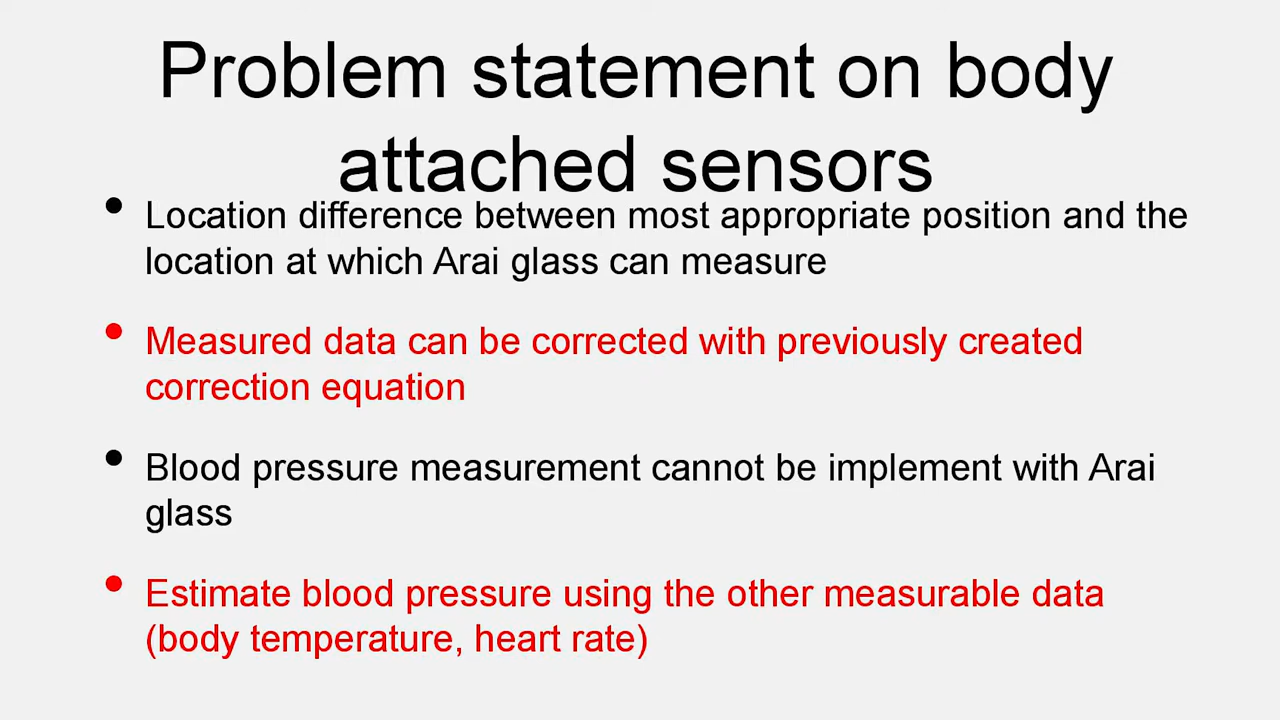 Problem statement on body
attached sensors
• Location difference between most appropriate position and the
location at which Arai glass can measure
• Measured data can be corrected with previously created
correction equation
• Blood pressure measurement cannot be implement with Arai
glass
• Estimate blood pressure using the other measurable data
(body temperature, heart rate)